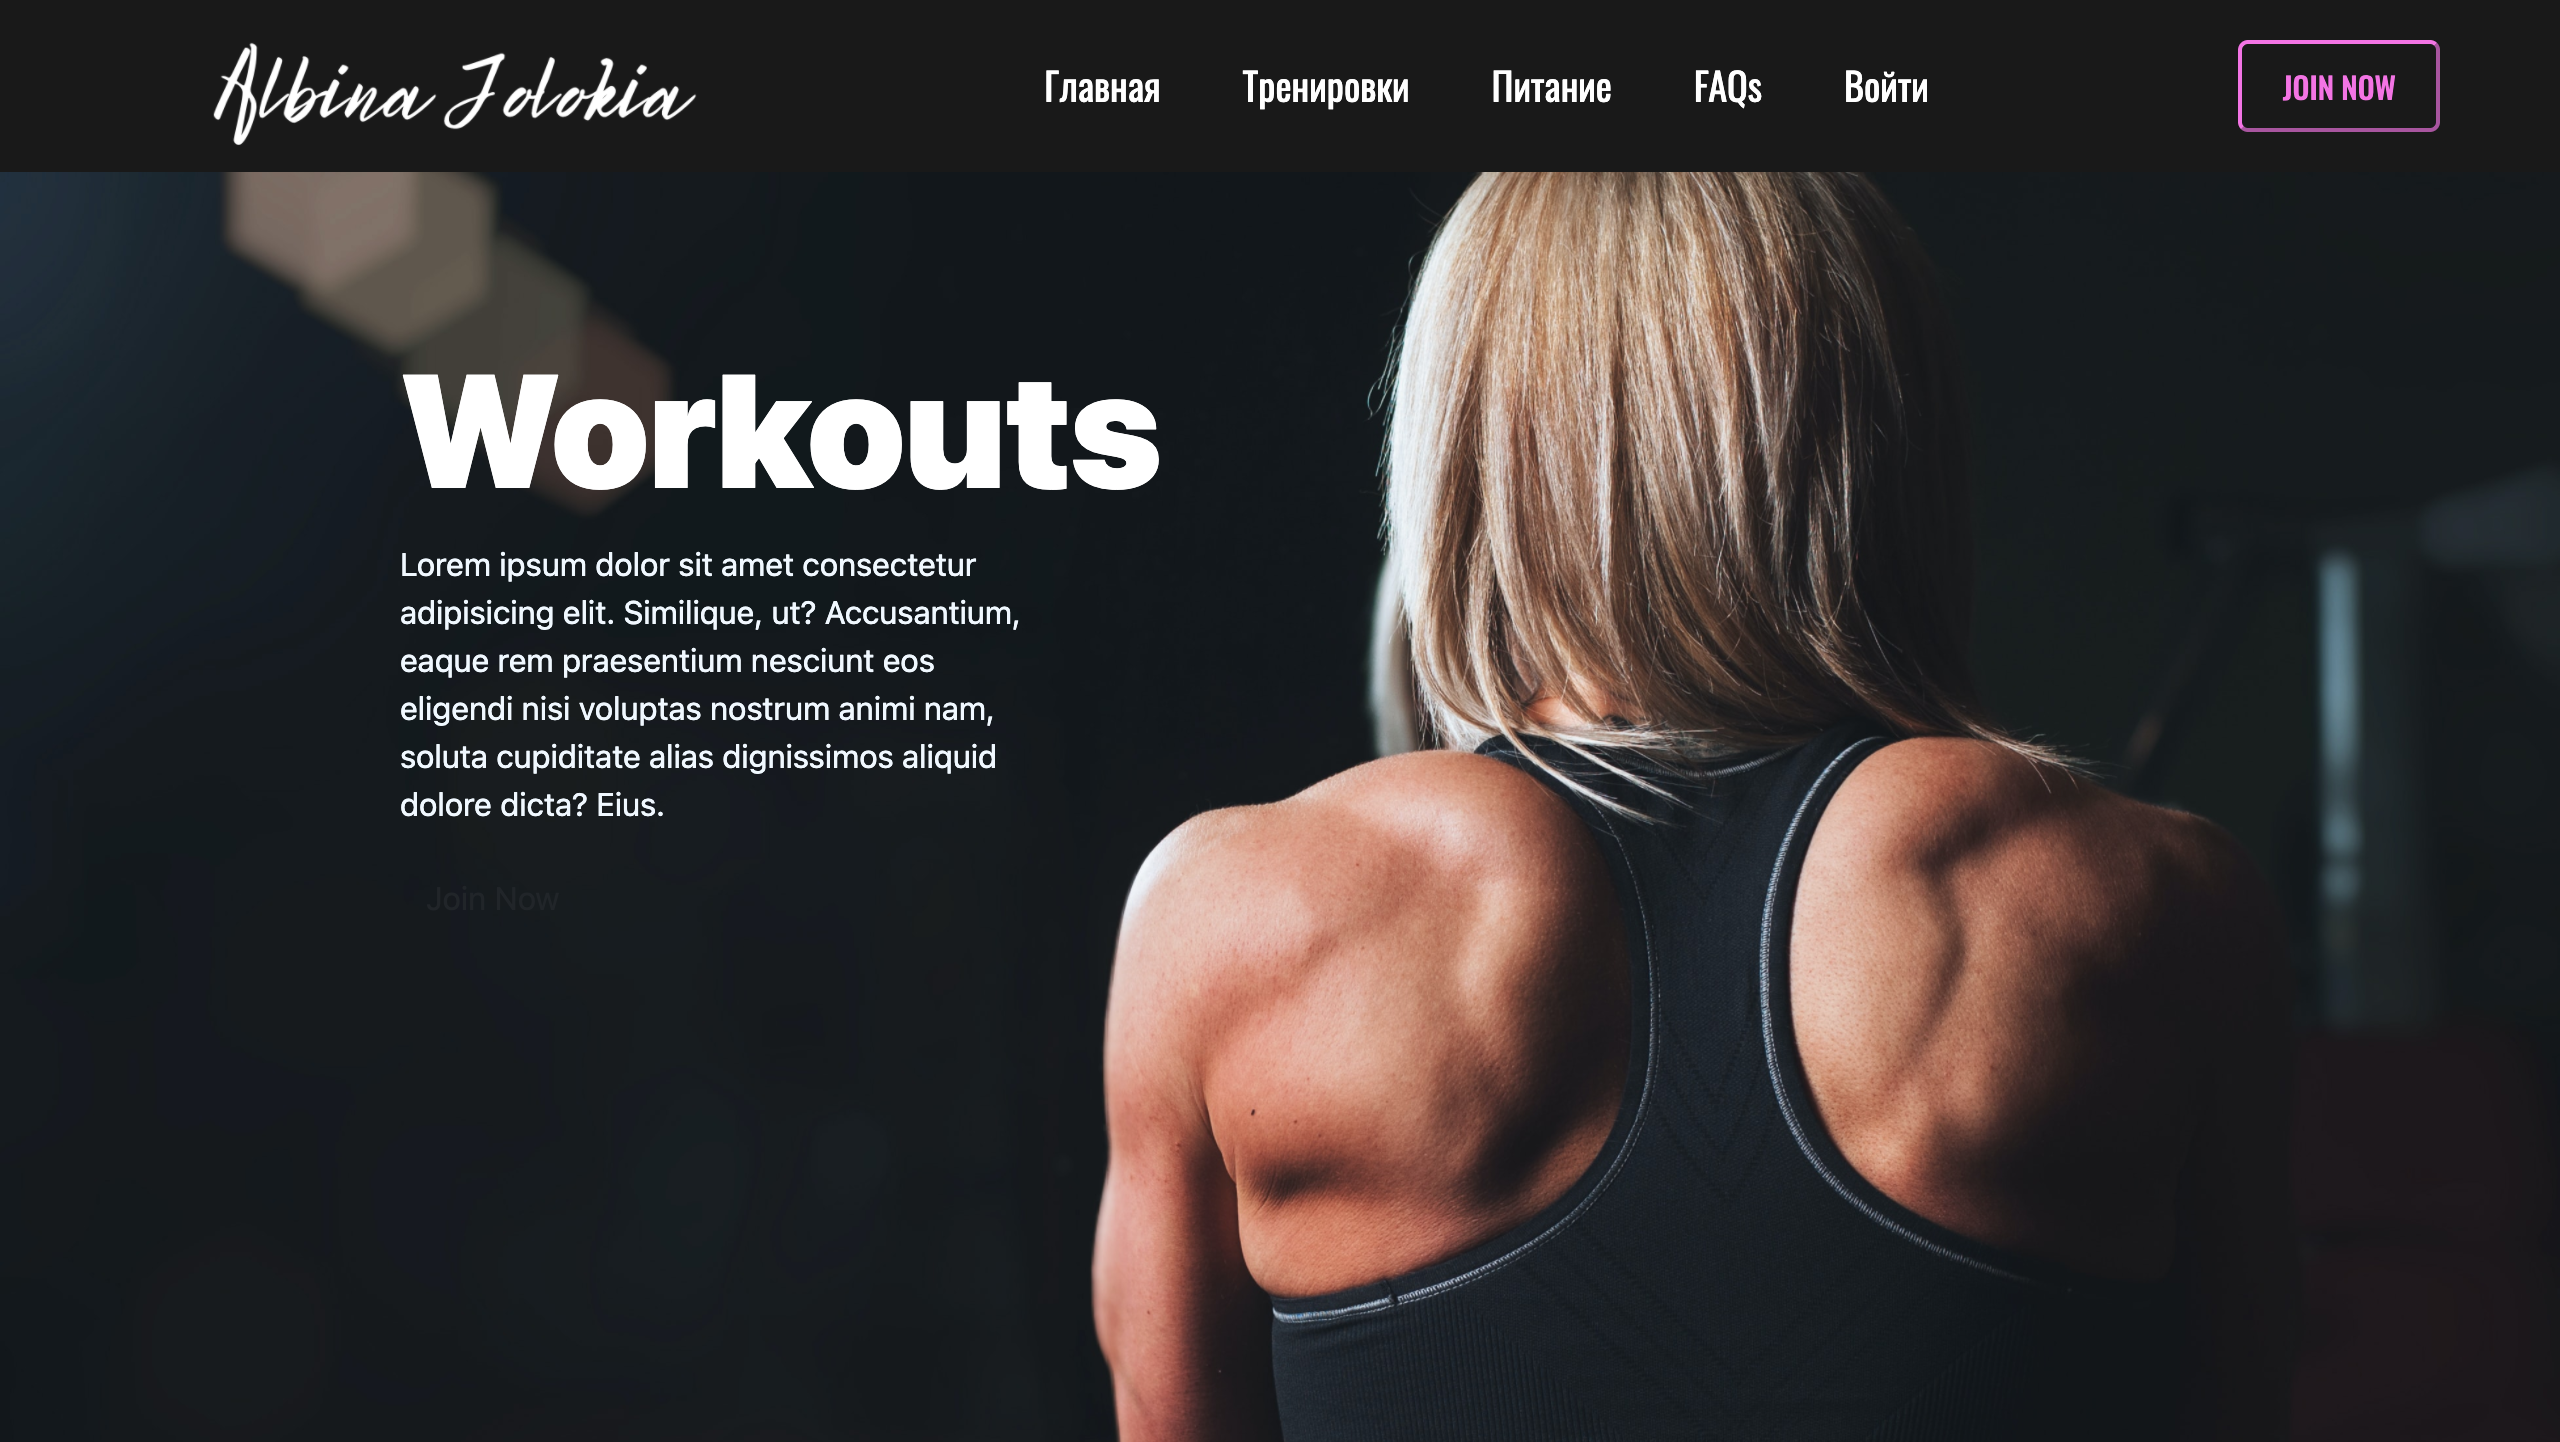 Albina Jolokia
Главная Тренировки Питание FAQs Войти
JOIN NOW
Workouts
Lorem ipsum dolor sit amet consectetur
adipisicing elit. Similique, ut? Accusantium,
eaque rem praesentium nesciunt eos
eligendi nisi voluptas nostrum animi nam,
soluta cupiditate alias dignissimos aliquid
dolore dicta? Eius.
Join Now